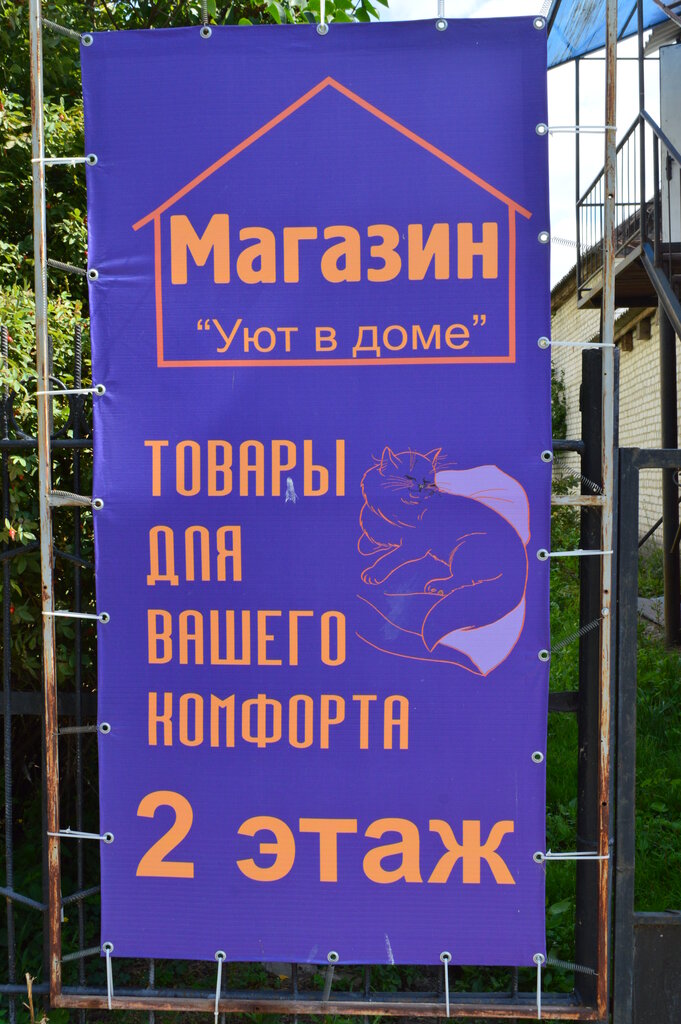 Магазин
“Уют в доме”
ТОВАРЫ
ДЛЯ
ВАШЕГО
КОМФОРТА
2 этаж